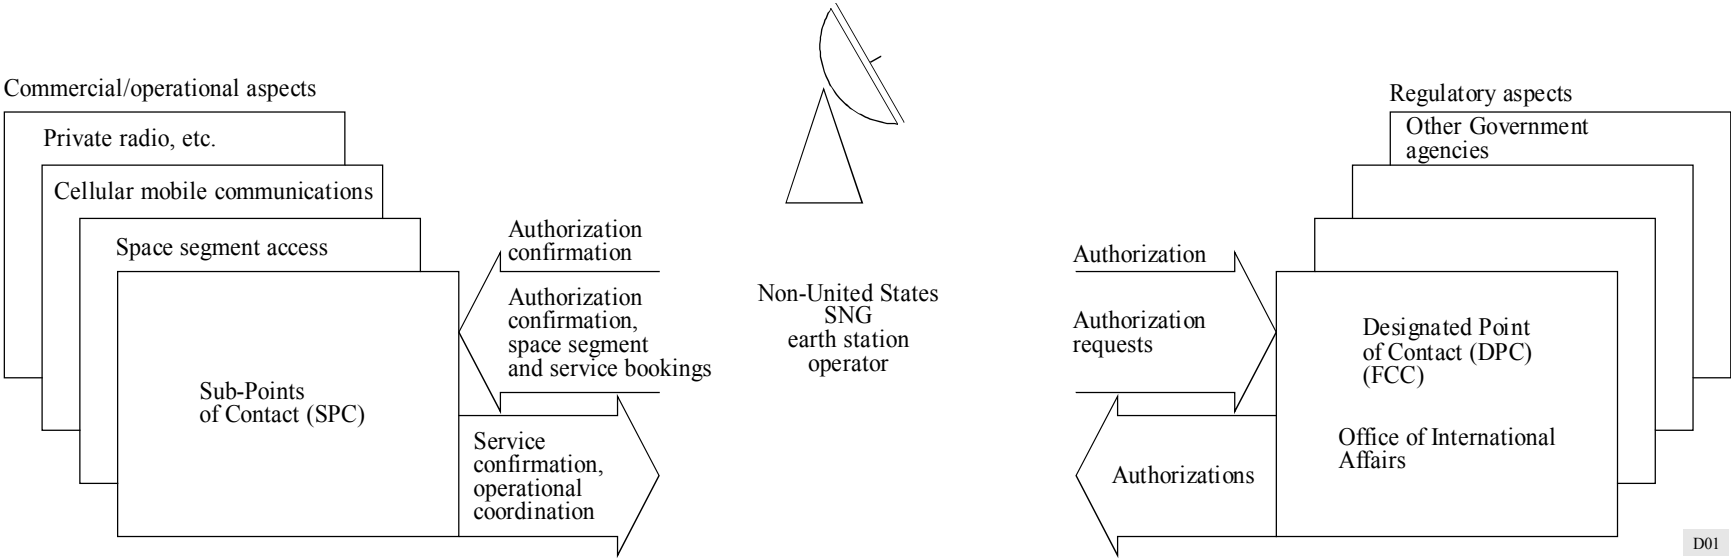 Commercial/operational aspects
Private radio, etc.
Cellular mobile communications
Space segment access
Sub-Points
of Contact (SPC)
Authorization
confirmation
Authorization
confirmation,
space segment
and service bookings
Service
confirmation,
operational
coordination
Non-United States
SNG
earth station
operator
Authorization
Authorization
requests
Authorizations
Regulatory aspects
Other Government
agencies
Designated Point
of Contact (DPC)
(FCC)
Office of International
Affairs
D01